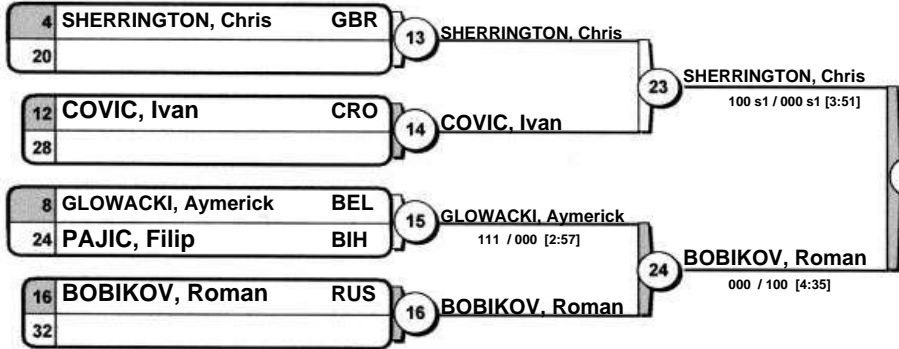 4 SHERRINGTON, Chris GBR
20
13 SHERRINGTON, Chris
23 SHERRINGTON, Chris
100 s1 / 000 s1 [3:51]
12 COVIC, Ivan CRO
28
14 COVIC, Ivan
8 GLOWACKI, Aymerick BEL
24 PAJIC, Filip BIH
15 GLOWACKI, Aymerick
111 / 000 [2:57]
24 BOBIKOV, Roman
000 / 100 [4:35]
16 BOBIKOV, Roman RUS
32
16 BOBIKOV, Roman